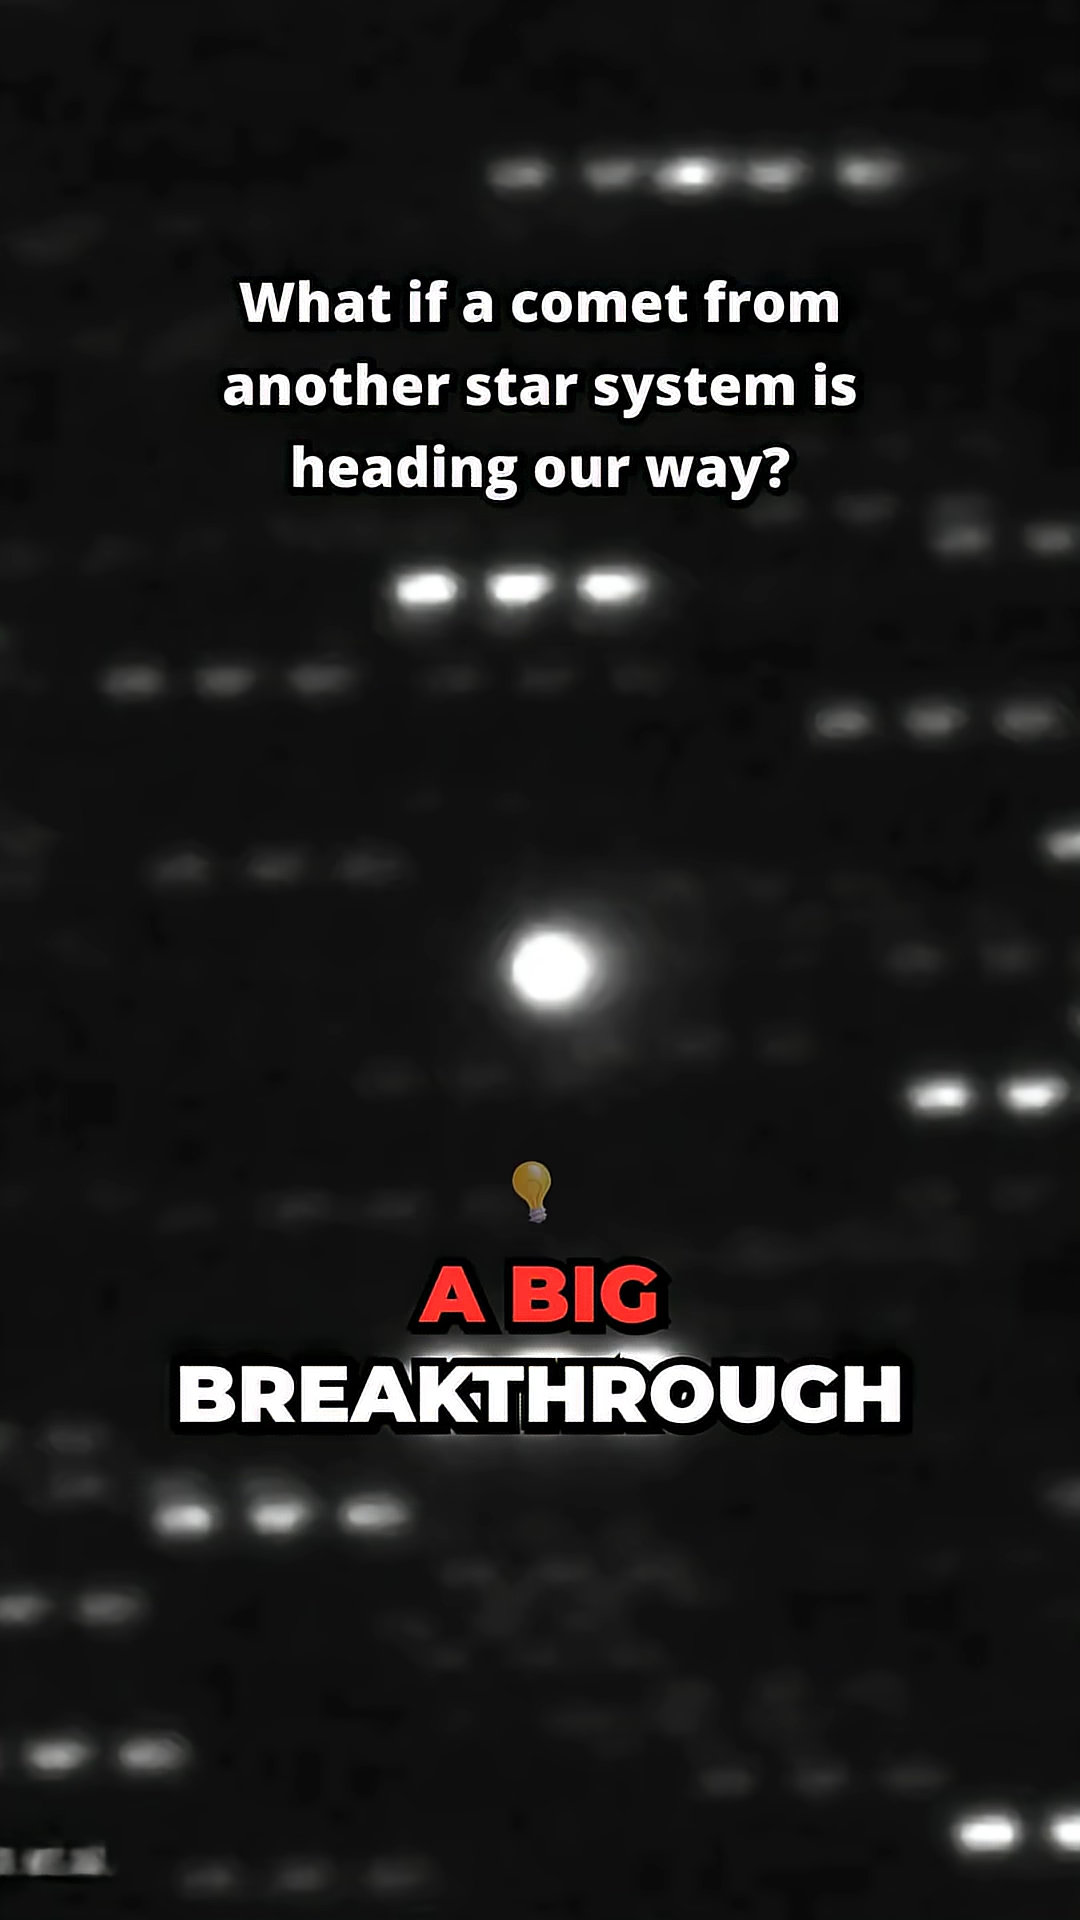 What if a comet from
another star system is
heading our way?
A BIG
BREAKTHROUGH